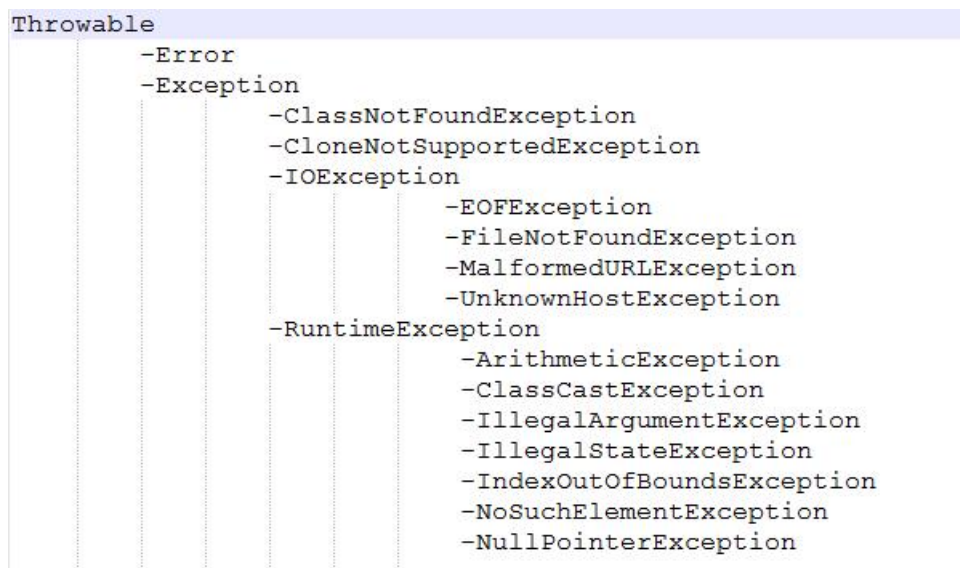 Throwable
-Error
-Exception
-ClassNotFoundException
-CloneNotSupportedException
-IOException
-EOFException
-FileNotFoundException
-MalformedURLException
-UnknownHostException
-RuntimeException
-ArithmeticException
-ClassCastException
-IllegalArgumentException
-IllegalStateException
-IndexOutOfBoundsException
-NoSuchElementException
-NullPointerException